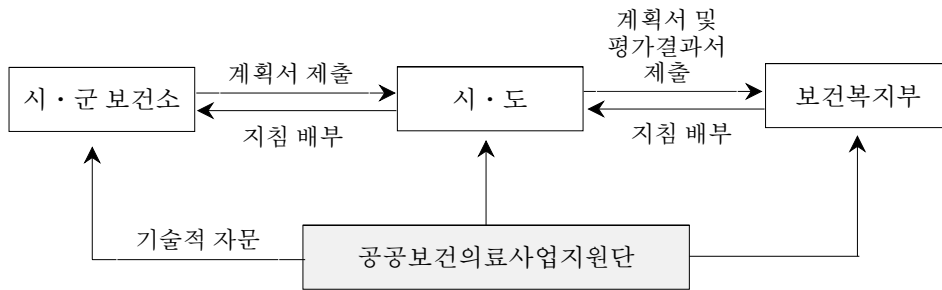 계획서 및
평가결과서
제출
계획서 제출
시・군 보건소
시・도
보건복지부
지침 배부
지침 배부
기술적 자문
공공보건의료사업지원단